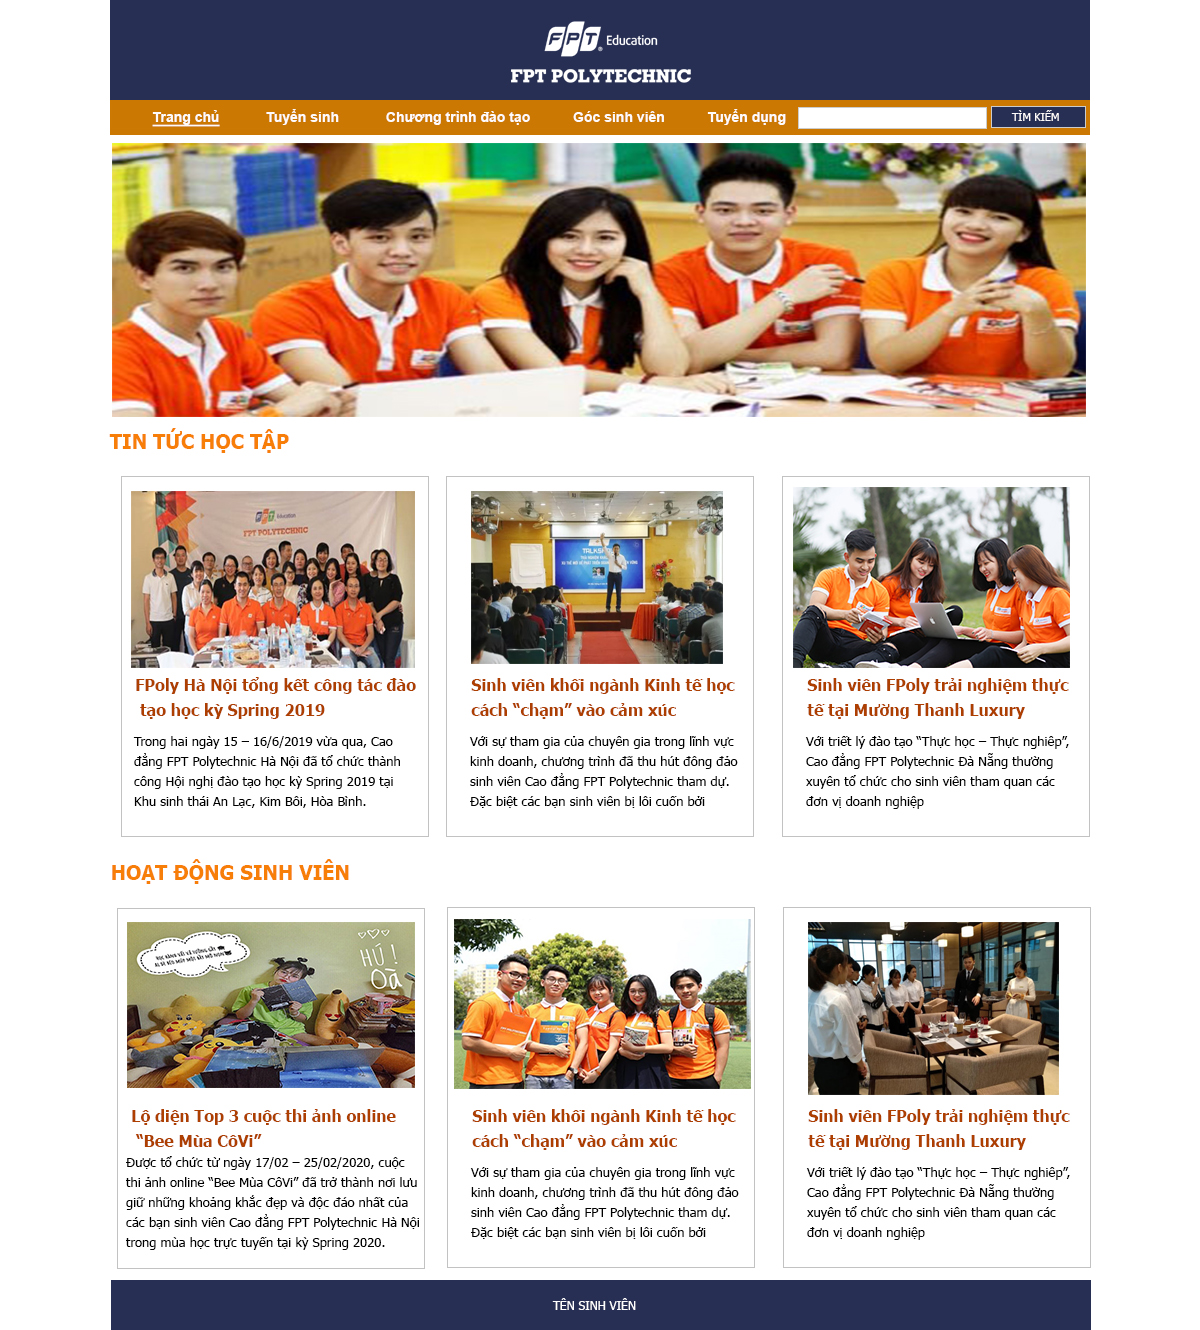 FPT Education
FPT POLYTECHNIC
Trang chủ Tuyển sinh Chương trình đào tạo Góc sinh viên Tuyển dụng TÌM KIẾM
TIN TỨC HỌC TẬP
FPT Education
FPT POLYTECHNIC
TALKSHOW
FPoly Hà Nội tổng kết công tác đào
tạo học kỳ Spring 2019
Trong hai ngày 15 – 16/6/2019 vừa qua, Cao
đẳng FPT Polytechnic Hà Nội đã tổ chức thành
công Hội nghị đào tạo học kỳ Spring 2019 tại
Khu sinh thái An Lạc, Kim Bôi, Hòa Bình.
Sinh viên khối ngành Kinh tế học
cách “chạm” vào cảm xúc
Với sự tham gia của chuyên gia trong lĩnh vực
kinh doanh, chương trình đã thu hút đông đảo
sinh viên Cao đẳng FPT Polytechnic tham dự.
Đặc biệt các bạn sinh viên bị lôi cuốn bởi
Sinh viên FPoly trải nghiệm thực
tế tại Mường Thanh Luxury
Với triết lý đào tạo “Thực học – Thực nghiệp”,
Cao đẳng FPT Polytechnic Đà Nẵng thường
xuyên tổ chức cho sinh viên tham quan các
đơn vị doanh nghiệp
HOẠT ĐỘNG SINH VIÊN
HÚ !
Oà
Lộ diện Top 3 cuộc thi ảnh online
“Bee Mùa CôVi”
Được tổ chức từ ngày 17/02 – 25/02/2020, cuộc
thi ảnh online “Bee Mùa CôVi” đã trở thành nơi lưu
giữ những khoảng khắc đẹp và độc đáo nhất của
các bạn sinh viên Cao đẳng FPT Polytechnic Hà Nội
trong mùa học trực tuyến tại kỳ Spring 2020.
Sinh viên khối ngành Kinh tế học
cách “chạm” vào cảm xúc
Với sự tham gia của chuyên gia trong lĩnh vực
kinh doanh, chương trình đã thu hút đông đảo
sinh viên Cao đẳng FPT Polytechnic tham dự.
Đặc biệt các bạn sinh viên bị lôi cuốn bởi
Sinh viên FPoly trải nghiệm thực
tế tại Mường Thanh Luxury
Với triết lý đào tạo “Thực học – Thực nghiệp”,
Cao đẳng FPT Polytechnic Đà Nẵng thường
xuyên tổ chức cho sinh viên tham quan các
đơn vị doanh nghiệp
TÊN SINH VIÊN